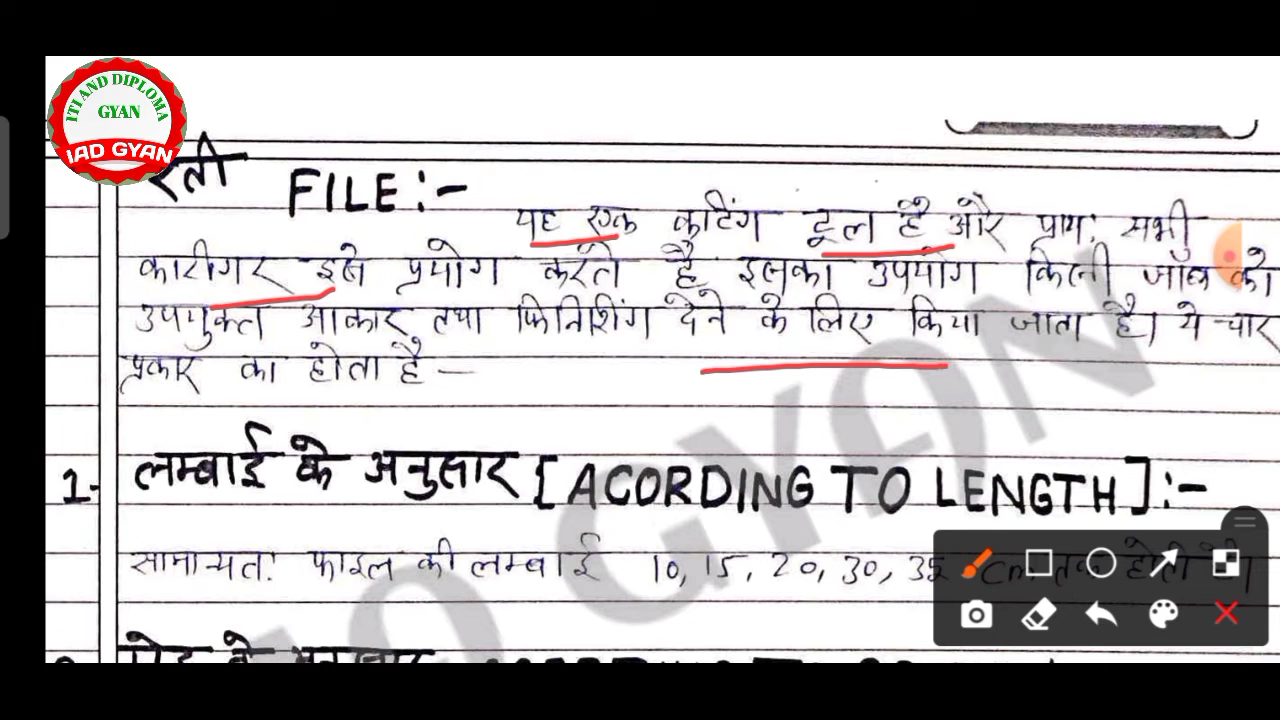 ITI AND DIPLOMA
GYAN
IAD GYAN
रेती FILE:-
यह एक कटिंग टूल है और प्रायः सभी
कारीगर इसे प्रयोग करते है इसका उपयोग किसी जॉब को
उपयुक्त आकार तथा फिनिशिंग देने के लिए किया जाता है। ये चार
प्रकार का होता है —
1- लम्बाई के अनुसार [ACORDING TO LENGTH]:-
सामान्यतः फाइल की लम्बाई 10, 15, 20, 30, 35 cm तक होती है।
के अनुसार
GYAN